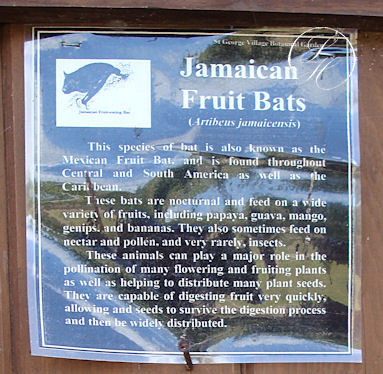 St George Village Botanical Garden
Jamaican
Fruit Bats
(Artibeus jamaicensis)
Jamaican Fruit-eating Bat
This species of bat is also known as the
Mexican Fruit Bat, and is found throughout
Central and South America as well as the
Caribbean.
These bats are nocturnal and feed on a wide
variety of fruits, including papaya, guava, mango,
genips, and bananas. They also sometimes feed on
nectar and pollen, and very rarely, insects.
These animals can play a major role in the
pollination of many flowering and fruiting plants
as well as helping to distribute many plant seeds.
They are capable of digesting fruit very quickly,
allowing and seeds to survive the digestion process
and then be widely distributed.